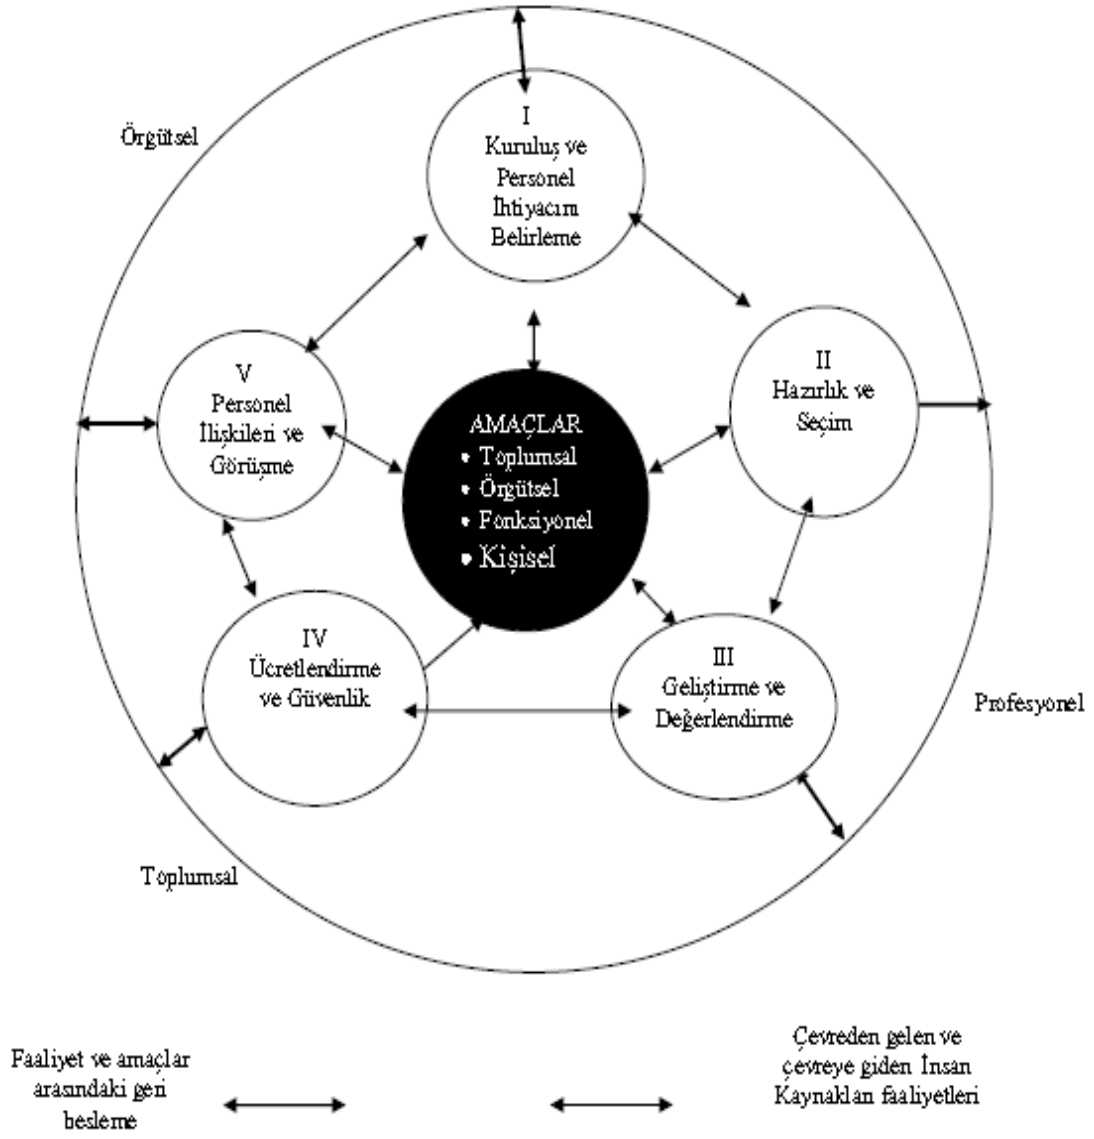 Örgütsel
I
Kuruluş ve
Personel
İhtiyacım
Belirleme
II
Hazırlık ve
Seçim
V
Personel
İlişkileri ve
Görüşme
AMAÇLAR
• Toplumsal
• Örgütsel
• Fonksiyonel
• Kişisel
IV
Ücretlendirme
ve Güvenlik
III
Geliştirme ve
Değerlendirme
Profesyonel
Toplumsal
Faaliyet ve amaçlar
arasındaki geri
besleme
Çevreden gelen ve
çevreye giden İnsan
Kaynakları faaliyetleri